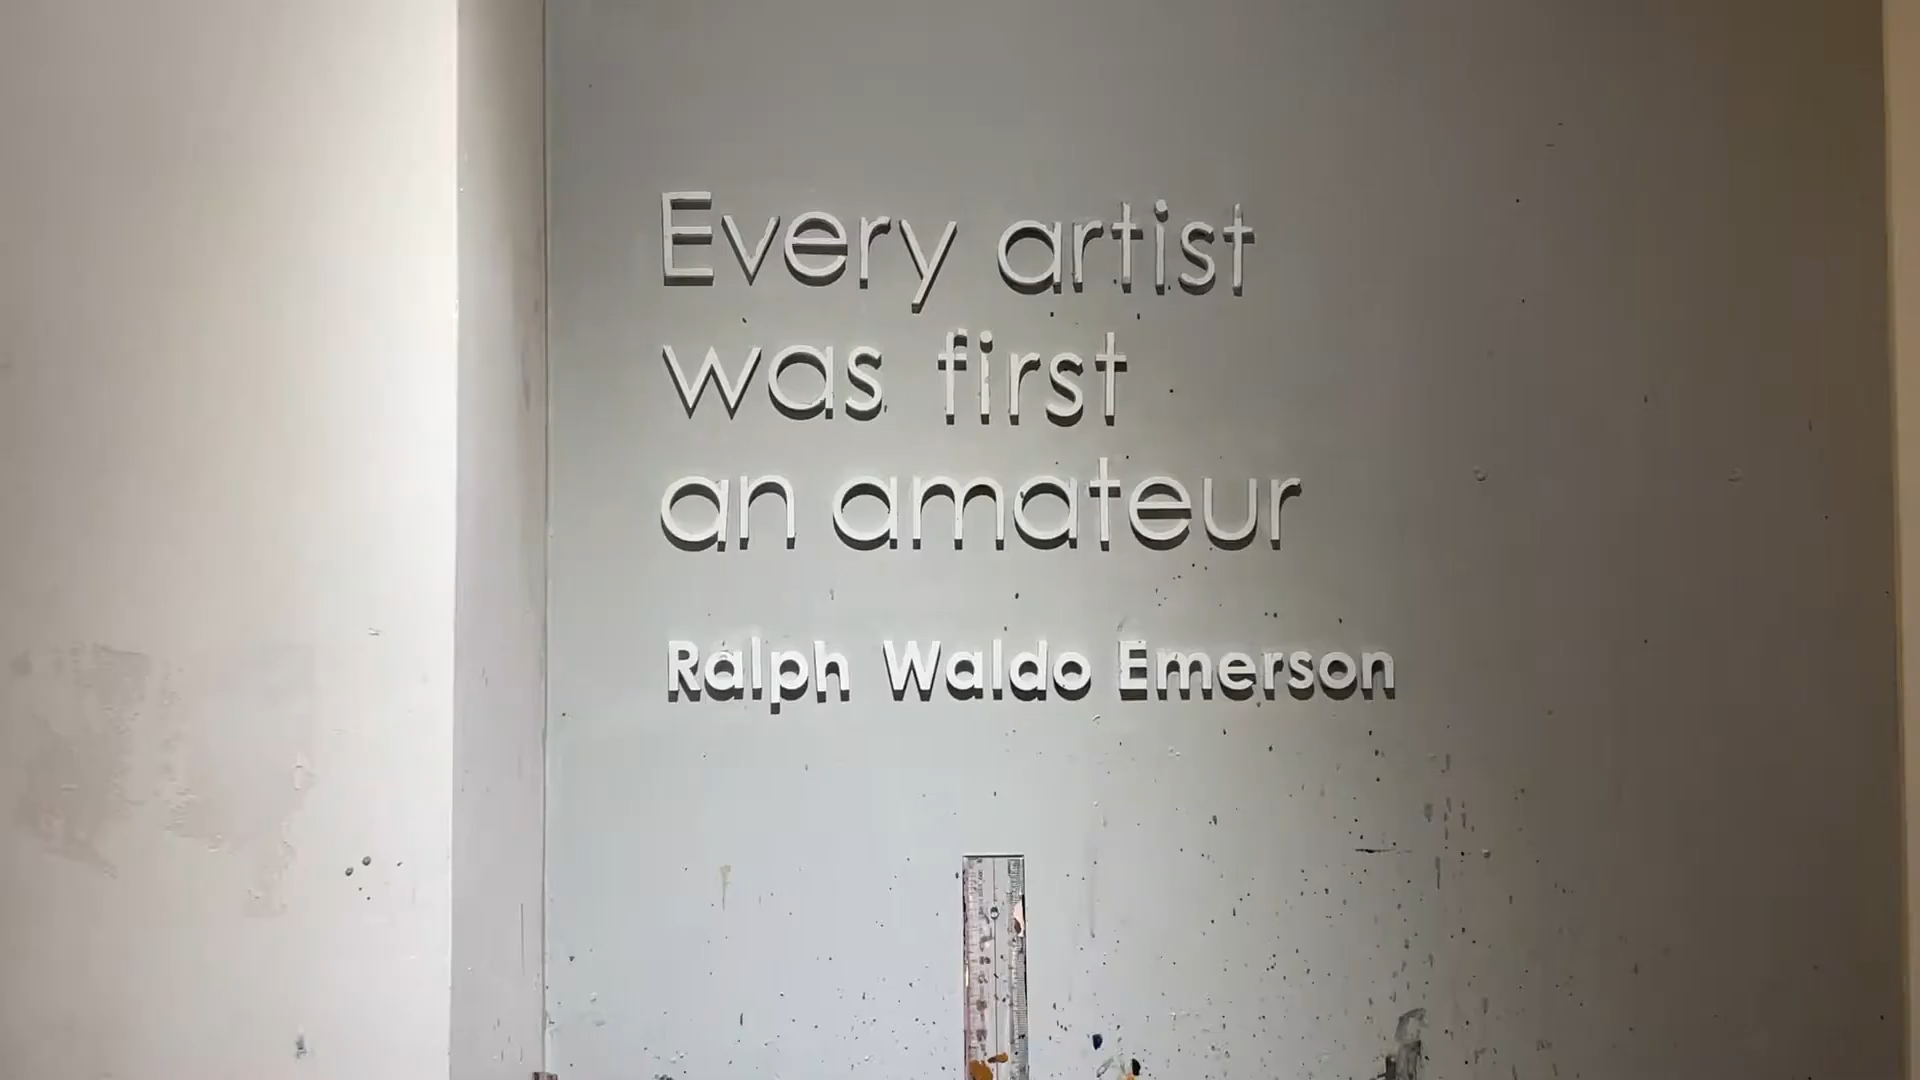 Every artist
was first
an amateur
Ralph Waldo Emerson